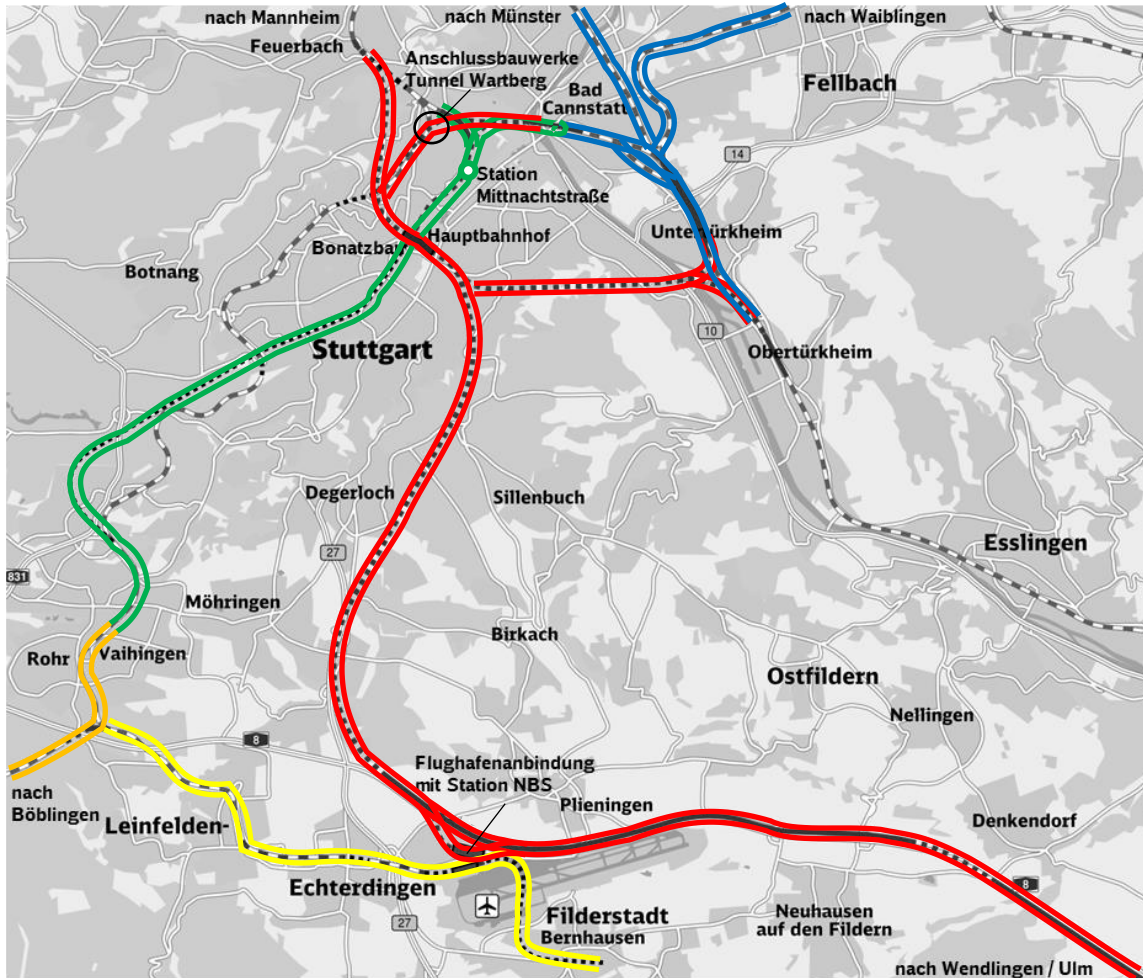 nach Mannheim
nach Münster
nach Waiblingen
Feuerbach
Anschlussbauwerke
Tunnel Wartberg
Bad
Cannstatt
Fellbach
14
Station
Mittnachtstraße
Bonatzbau
Hauptbahnhof
Untertürkheim
Botnang
10
Stuttgart
Obertürkheim
Degerloch
Sillenbuch
27
Esslingen
831
Möhringen
Birkach
Rohr
Vaihingen
Ostfildern
Nellingen
8
Flughafenanbindung
mit Station NBS
nach
Böblingen
Plieningen
Leinfelden-
Denkendorf
Echterdingen
8
27
Filderstadt
Bernhausen
Neuhausen
auf den Fildern
nach Wendlingen / Ulm